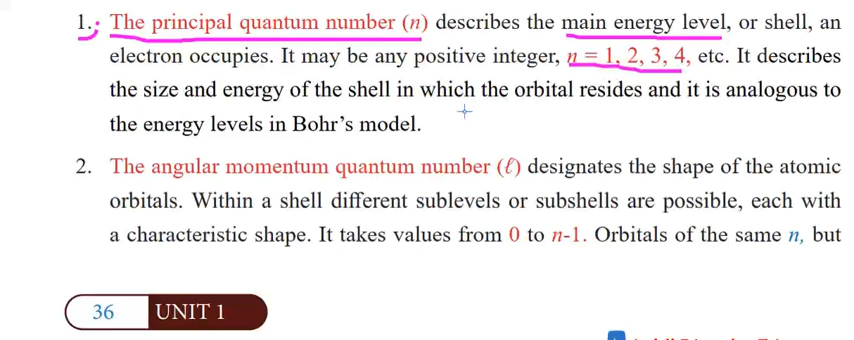 1. The principal quantum number (n) describes the main energy level, or shell, an
electron occupies. It may be any positive integer, n = 1, 2, 3, 4, etc. It describes
the size and energy of the shell in which the orbital resides and it is analogous to
the energy levels in Bohr’s model.
2. The angular momentum quantum number (ℓ) designates the shape of the atomic
orbitals. Within a shell different sublevels or subshells are possible, each with
a characteristic shape. It takes values from 0 to n-1. Orbitals of the same n, but
36 UNIT 1